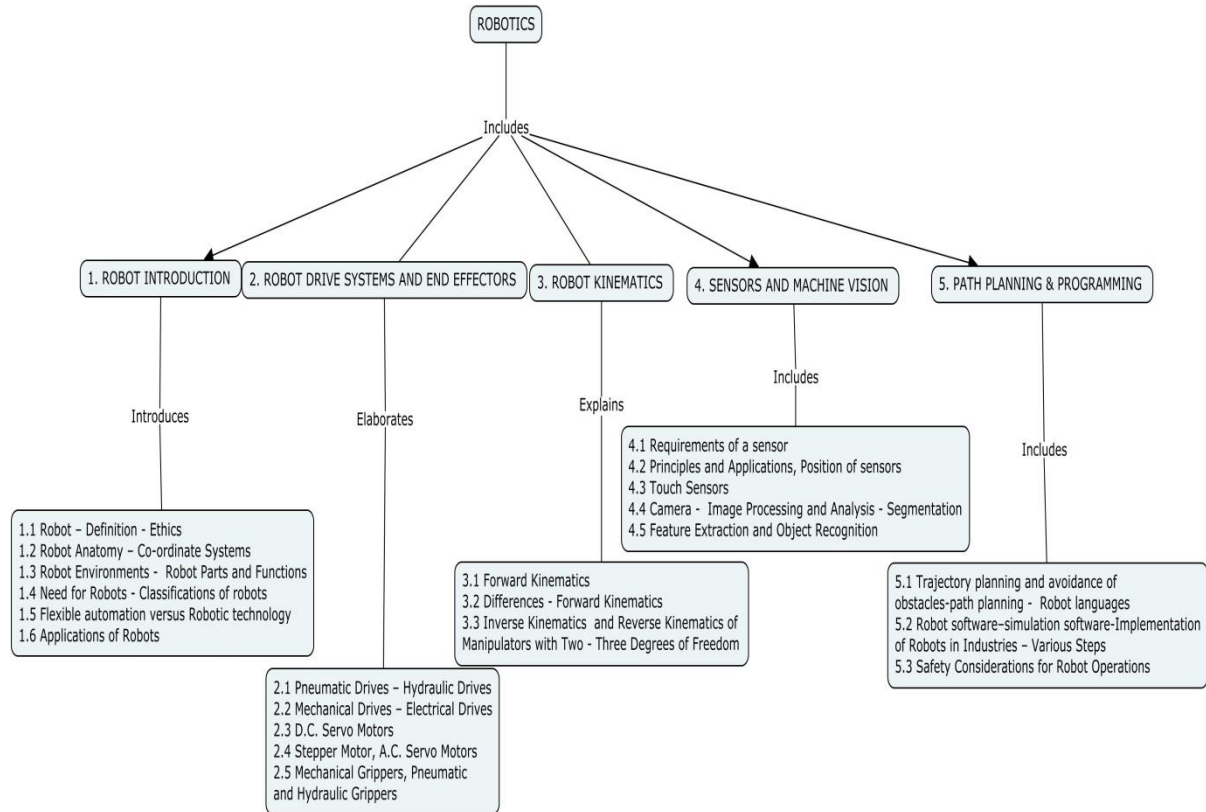 ROBOTICS
Includes
1. ROBOT INTRODUCTION
2. ROBOT DRIVE SYSTEMS AND END EFFECTORS
3. ROBOT KINEMATICS
4. SENSORS AND MACHINE VISION
5. PATH PLANNING & PROGRAMMING
Introduces
Elaborates
Explains
Includes
Includes
1.1 Robot – Definition - Ethics
1.2 Robot Anatomy – Co-ordinate Systems
1.3 Robot Environments - Robot Parts and Functions
1.4 Need for Robots - Classifications of robots
1.5 Flexible automation versus Robotic technology
1.6 Applications of Robots
2.1 Pneumatic Drives – Hydraulic Drives
2.2 Mechanical Drives – Electrical Drives
2.3 D.C. Servo Motors
2.4 Stepper Motor, A.C. Servo Motors
2.5 Mechanical Grippers, Pneumatic
and Hydraulic Grippers
3.1 Forward Kinematics
3.2 Differences - Forward Kinematics
3.3 Inverse Kinematics and Reverse Kinematics of
Manipulators with Two - Three Degrees of Freedom
4.1 Requirements of a sensor
4.2 Principles and Applications, Position of sensors
4.3 Touch Sensors
4.4 Camera - Image Processing and Analysis - Segmentation
4.5 Feature Extraction and Object Recognition
5.1 Trajectory planning and avoidance of
obstacles-path planning - Robot languages
5.2 Robot software–simulation software-Implementation
of Robots in Industries – Various Steps
5.3 Safety Considerations for Robot Operations